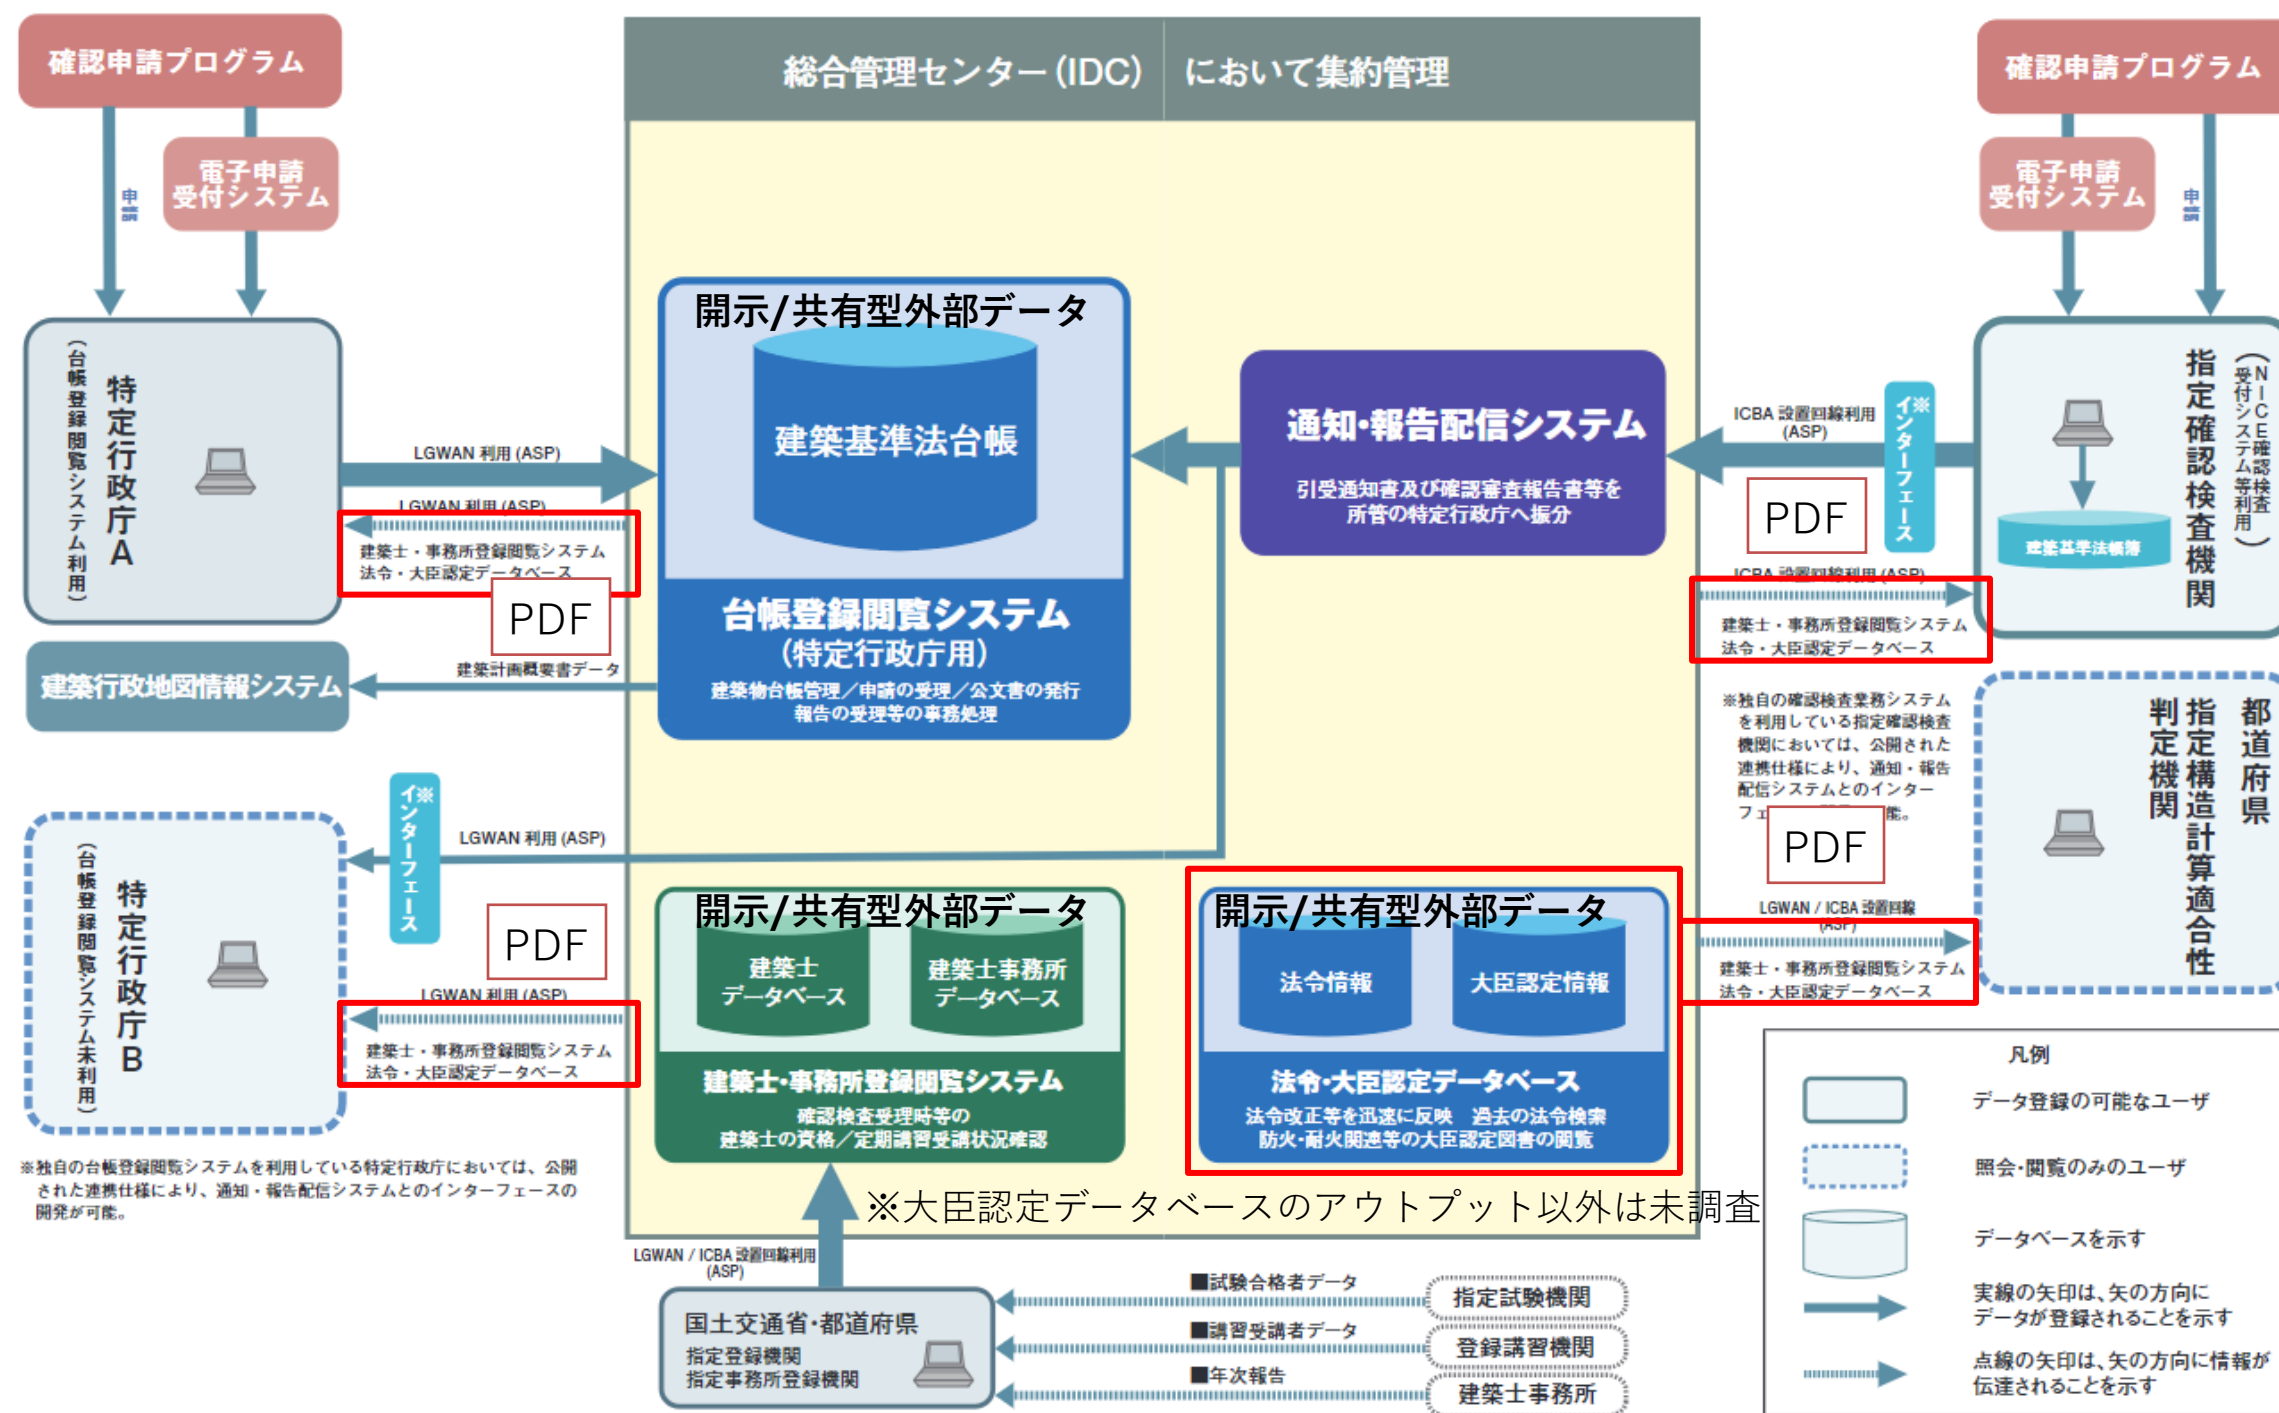 確認申請プログラム
電子申請
受付システム
申請
特定行政庁A
(台帳登録閲覧システム利用)
LGWAN 利用 (ASP)
LGWAN 利用 (ASP)
建築士・事務所登録閲覧システム
法令・大臣認定データベース
PDF
建築計画概要書データ
建築行政地図情報システム
※インターフェース
LGWAN 利用 (ASP)
特定行政庁B
(台帳登録閲覧システム未利用)
PDF
LGWAN 利用 (ASP)
建築士・事務所登録閲覧システム
法令・大臣認定データベース
※独自の台帳登録閲覧システムを利用している特定行政庁においては、公開
された連携仕様により、通知・報告配信システムとのインターフェースの
開発が可能。
総合管理センター(IDC) において集約管理
開示/共有型外部データ
建築基準法台帳
台帳登録閲覧システム
(特定行政庁用)
建築物台帳管理/申請の受理/公文書の発行
報告の受理等の事務処理
通知・報告配信システム
引受通知書及び確認審査報告書等を
所管の特定行政庁へ振分
開示/共有型外部データ
建築士
データベース
建築士事務所
データベース
建築士・事務所登録閲覧システム
確認検査受理時等の
建築士の資格/定期講習受講状況確認
開示/共有型外部データ
法令情報
大臣認定情報
法令・大臣認定データベース
法令改正等を迅速に反映 過去の法令検索
防火・耐火関連等の大臣認定図書の閲覧
※大臣認定データベースのアウトプット以外は未調査
LGWAN / ICBA 設置回線利用
(ASP)
国土交通省・都道府県
指定登録機関
指定事務所登録機関
■試験合格者データ
指定試験機関
■講習受講者データ
登録講習機関
■年次報告
建築士事務所
確認申請プログラム
電子申請
受付システム
申請
ICBA 設置回線利用
(ASP)
※インターフェース
PDF
指定確認検査機関
(NICE確認検査
受付システム等利用)
建築基準法帳簿
ICBA 設置回線利用 (ASP)
建築士・事務所登録閲覧システム
法令・大臣認定データベース
※独自の確認検査業務システム
を利用している指定確認検査
機関においては、公開された
連携仕様により、通知・報告
配信システムとのインター
フェ
能。
PDF
都道府県
指定構造計算適合性
判定機関
LGWAN / ICBA 設置回線
(ASP)
建築士・事務所登録閲覧システム
法令・大臣認定データベース
凡例
データ登録の可能なユーザ
照会・閲覧のみのユーザ
データベースを示す
実線の矢印は、矢の方向に
データが登録されることを示す
点線の矢印は、矢の方向に情報が
伝達されることを示す